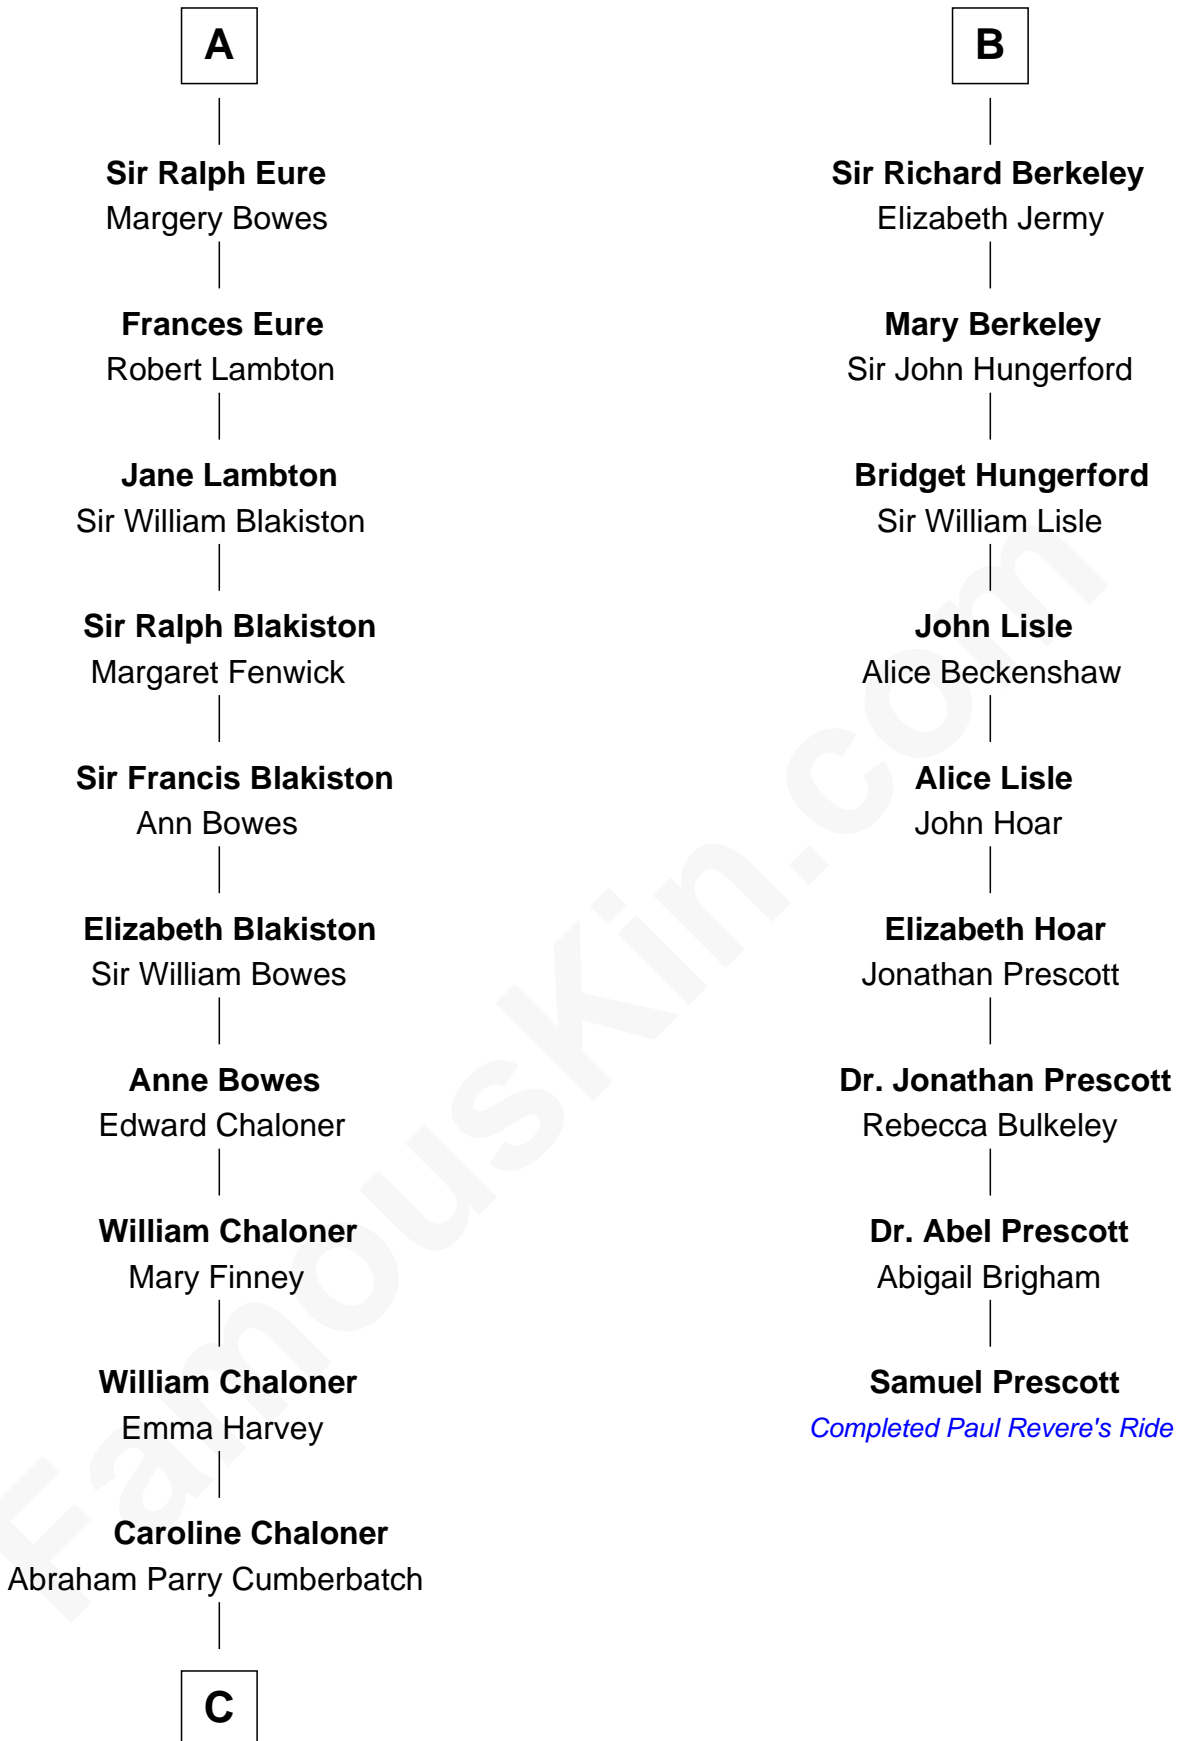 A
Sir Ralph Eure
Margery Bowes
Frances Eure
Robert Lambton
Jane Lambton
Sir William Blakiston
Sir Ralph Blakiston
Margaret Fenwick
Sir Francis Blakiston
Ann Bowes
Elizabeth Blakiston
Sir William Bowes
Anne Bowes
Edward Chaloner
William Chaloner
Mary Finney
William Chaloner
Emma Harvey
Caroline Chaloner
Abraham Parry Cumberbatch
C
B
Sir Richard Berkeley
Elizabeth Jermy
Mary Berkeley
Sir John Hungerford
Bridget Hungerford
Sir William Lisle
John Lisle
Alice Beckenshaw
Alice Lisle
John Hoar
Elizabeth Hoar
Jonathan Prescott
Dr. Jonathan Prescott
Rebecca Bulkeley
Dr. Abel Prescott
Abigail Brigham
Samuel Prescott
Completed Paul Revere's Ride
FamousKin.com